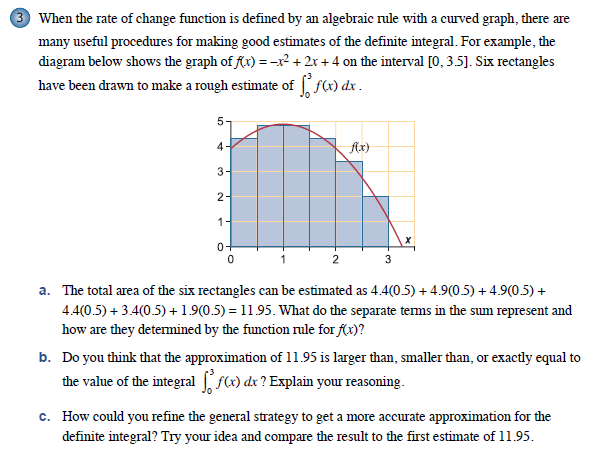 3 When the rate of change function is defined by an algebraic rule with a curved graph, there are
many useful procedures for making good estimates of the definite integral. For example, the
diagram below shows the graph of f(x) = –x² + 2x + 4 on the interval [0, 3.5]. Six rectangles
have been drawn to make a rough estimate of ∫₀³ f(x) dx.
5
4
f(x)
3
2
1
0
x
0 1 2 3
a. The total area of the six rectangles can be estimated as 4.4(0.5) + 4.9(0.5) + 4.9(0.5) +
4.4(0.5) + 3.4(0.5) + 1.9(0.5) = 11.95. What do the separate terms in the sum represent and
how are they determined by the function rule for f(x)?
b. Do you think that the approximation of 11.95 is larger than, smaller than, or exactly equal to
the value of the integral ∫₀³ f(x) dx? Explain your reasoning.
c. How could you refine the general strategy to get a more accurate approximation for the
definite integral? Try your idea and compare the result to the first estimate of 11.95.